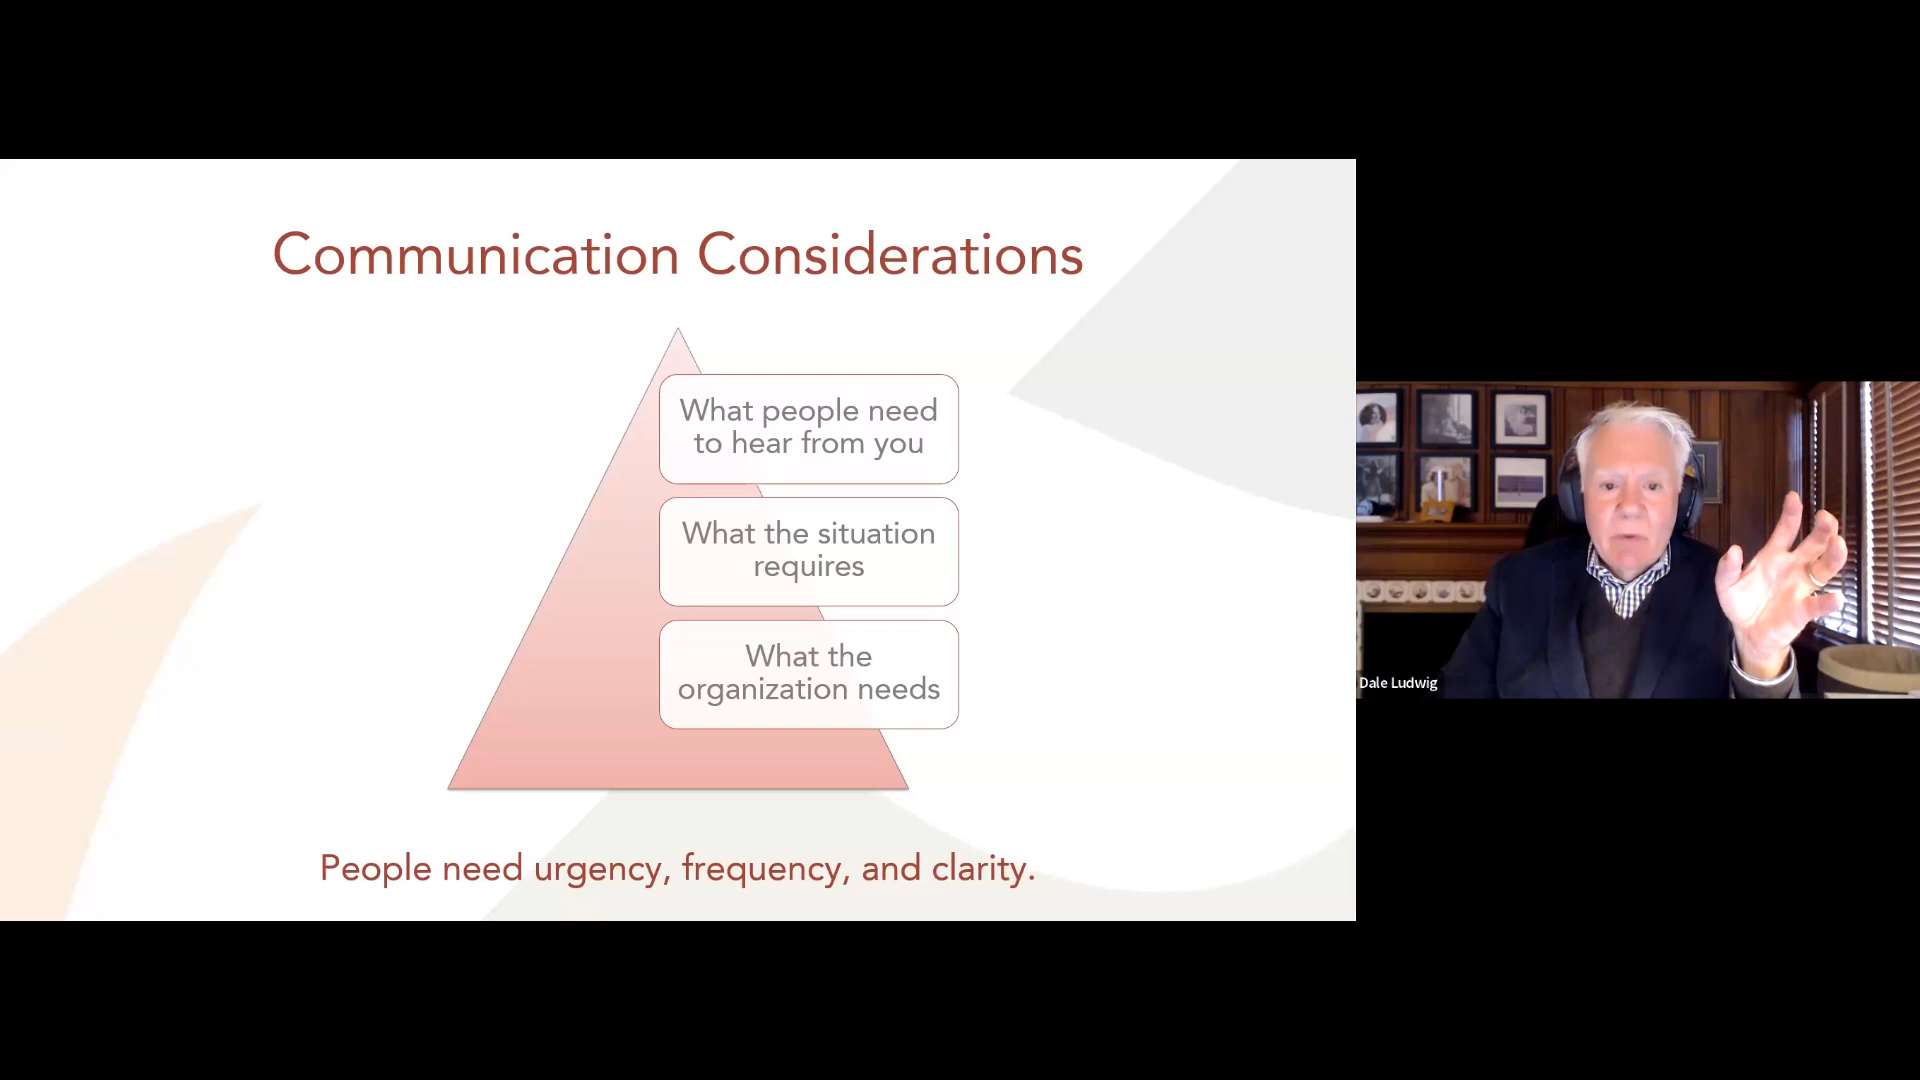 Communication Considerations
What people need
to hear from you
What the situation
requires
What the
organization needs
People need urgency, frequency, and clarity.
Dale Ludwig